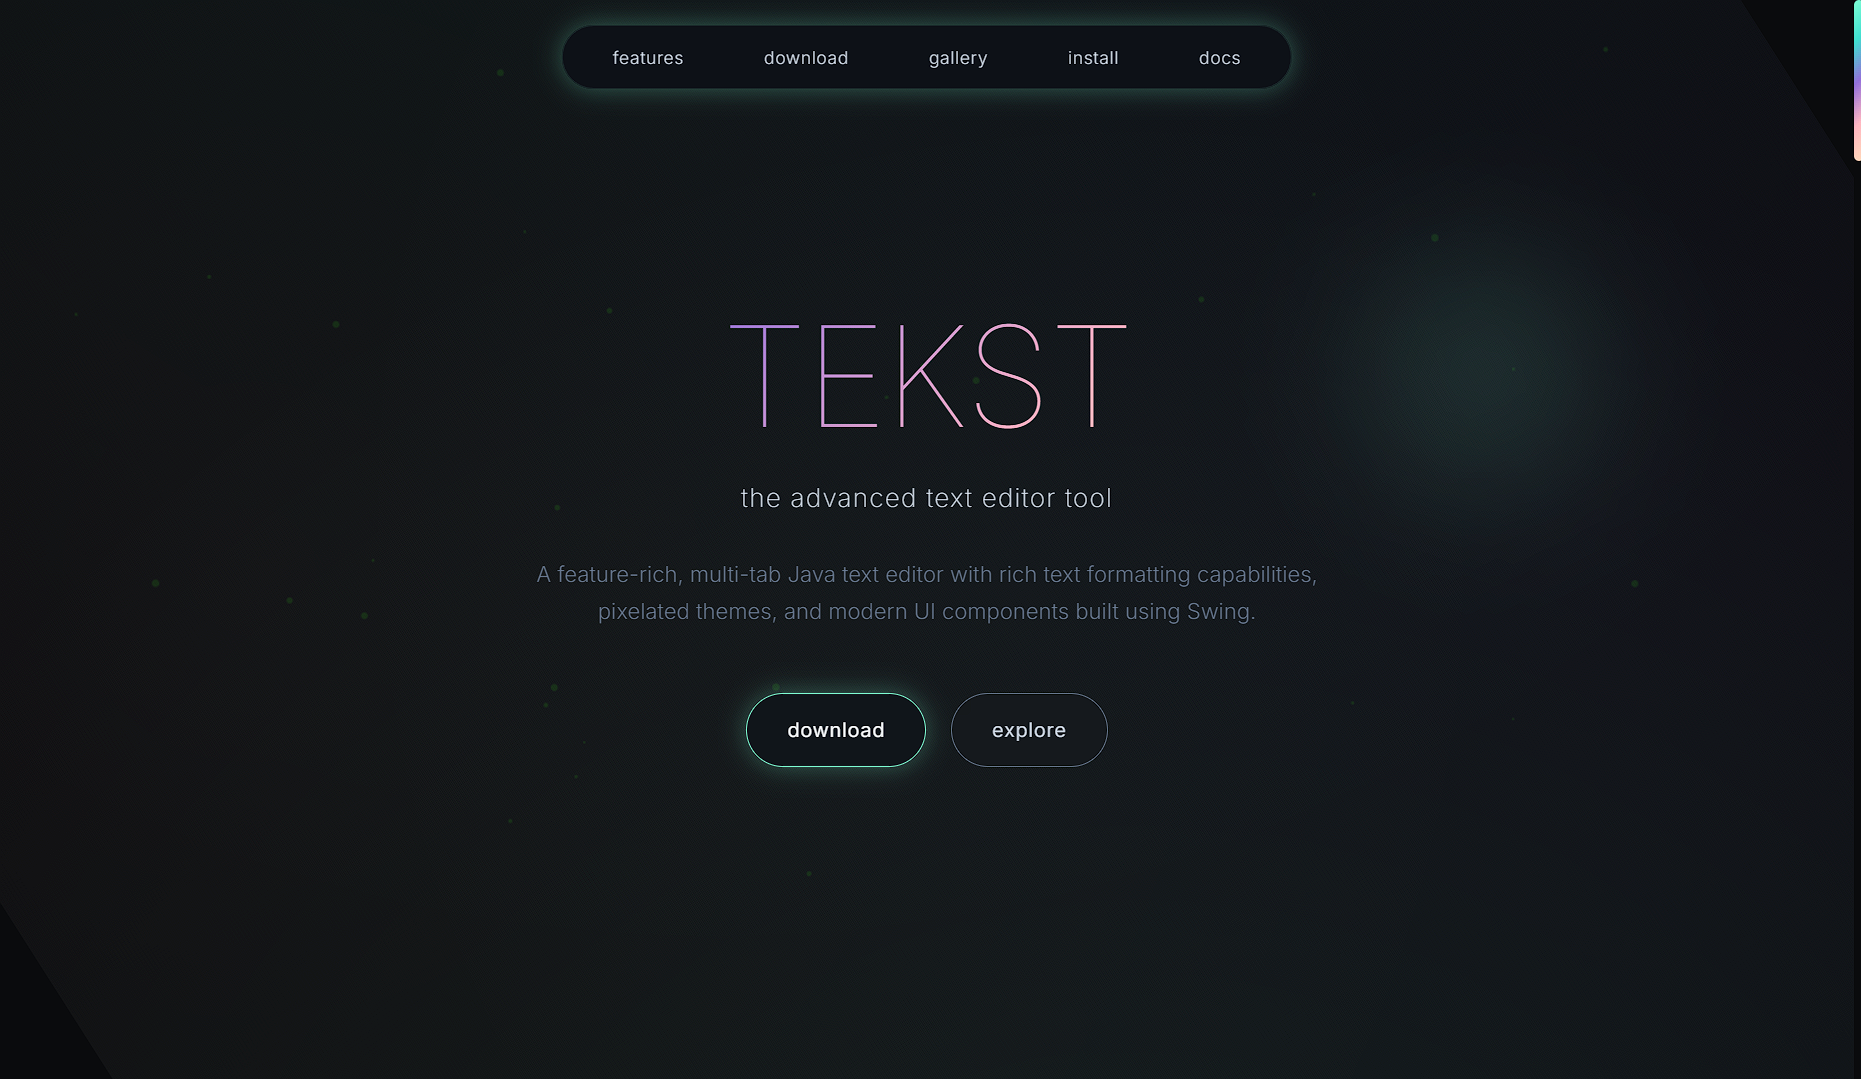 features download gallery install docs
TEKST
the advanced text editor tool
A feature-rich, multi-tab Java text editor with rich text formatting capabilities,
pixelated themes, and modern UI components built using Swing.
download explore